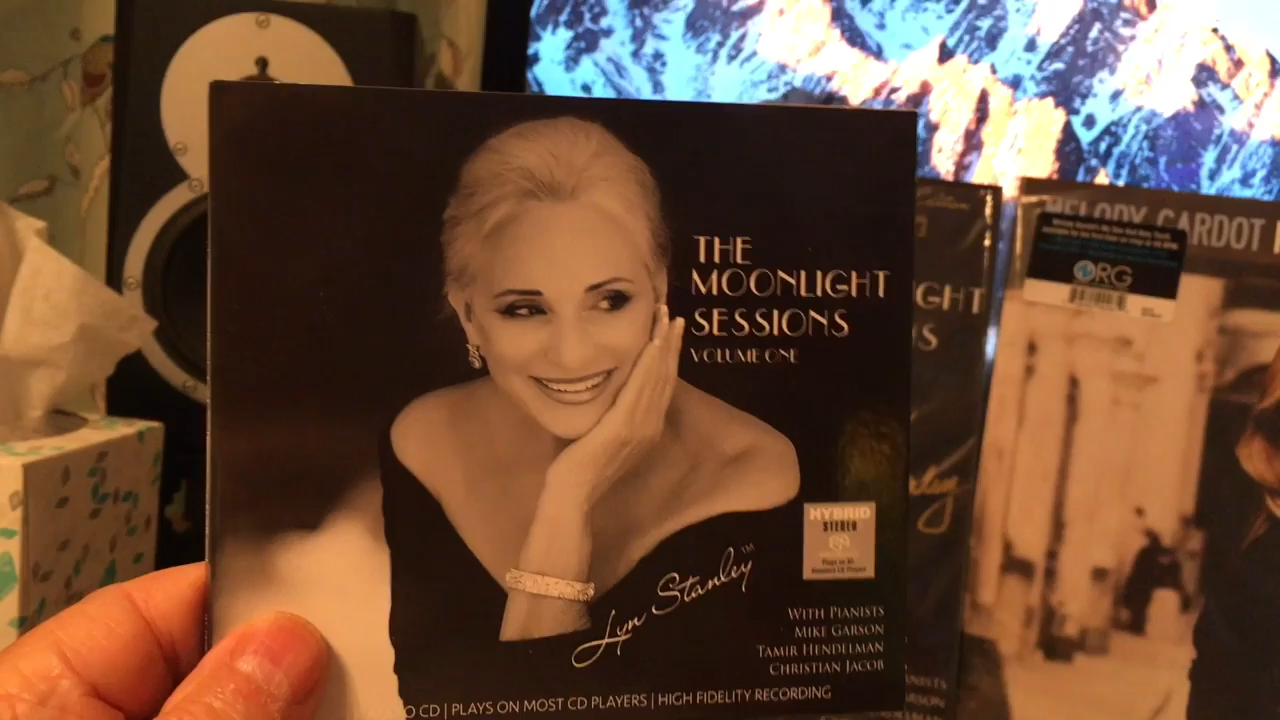 THE
MOONLIGHT
SESSIONS
VOLUME ONE
HYBRID
STEREO
Lyn Stanley™
WITH PIANISTS
MIKE GARSON
TAMIR HENDELMAN
CHRISTIAN JACOB
O CD | PLAYS ON MOST CD PLAYERS | HIGH FIDELITY RECORDING
GHT
S
MELODY GARDOT
ORG